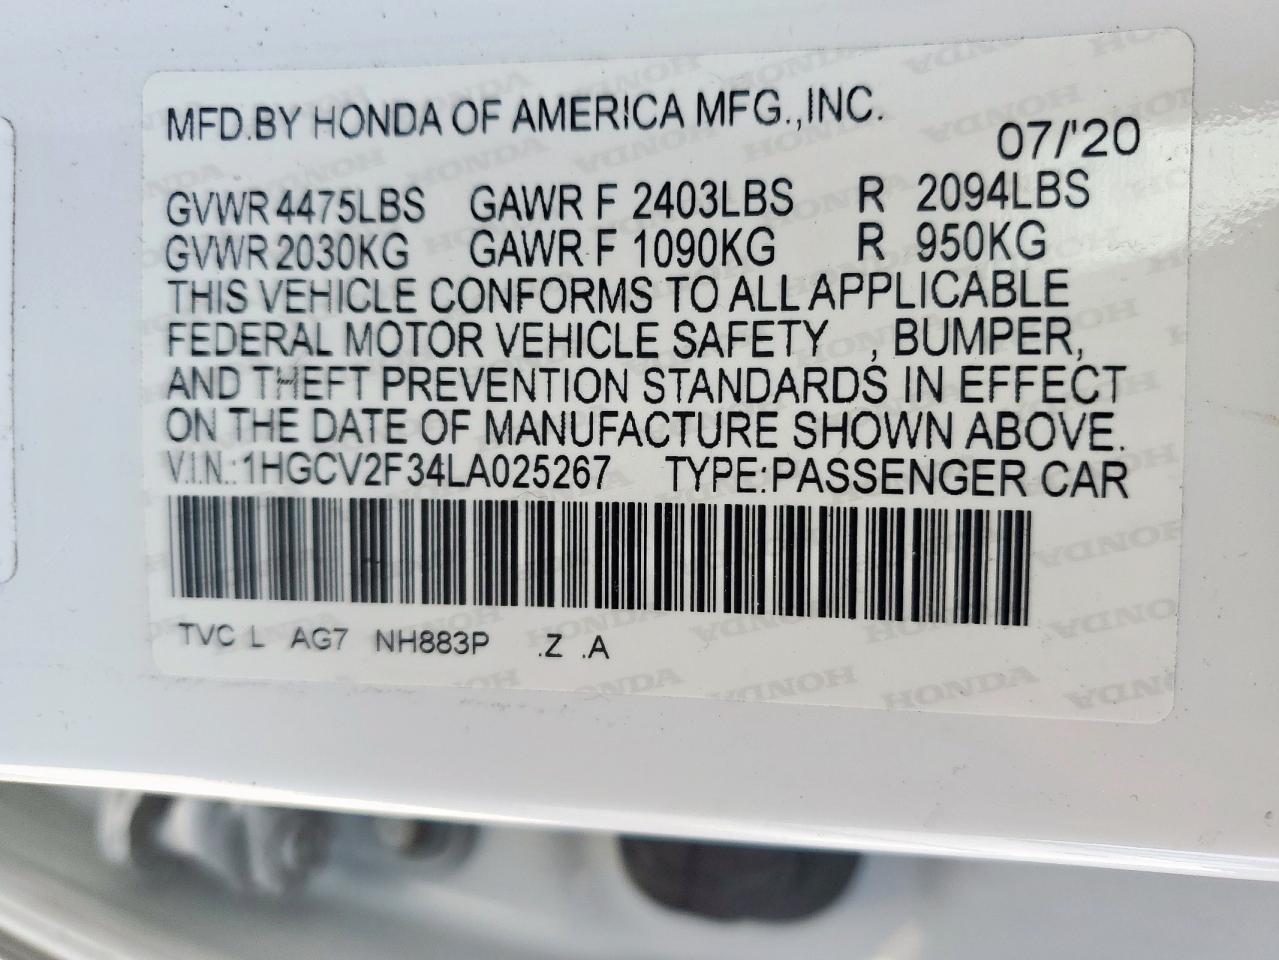 MFD.BY HONDA OF AMERICA MFG.,INC.
07/'20
GVWR 4475LBS GAWR F 2403LBS R 2094LBS
GVWR 2030KG GAWR F 1090KG R 950KG
THIS VEHICLE CONFORMS TO ALL APPLICABLE
FEDERAL MOTOR VEHICLE SAFETY , BUMPER,
AND THEFT PREVENTION STANDARDS IN EFFECT
ON THE DATE OF MANUFACTURE SHOWN ABOVE.
V.I.N.:1HGCV2F34LA025267 TYPE:PASSENGER CAR
TVC L AG7 NH883P .Z .A